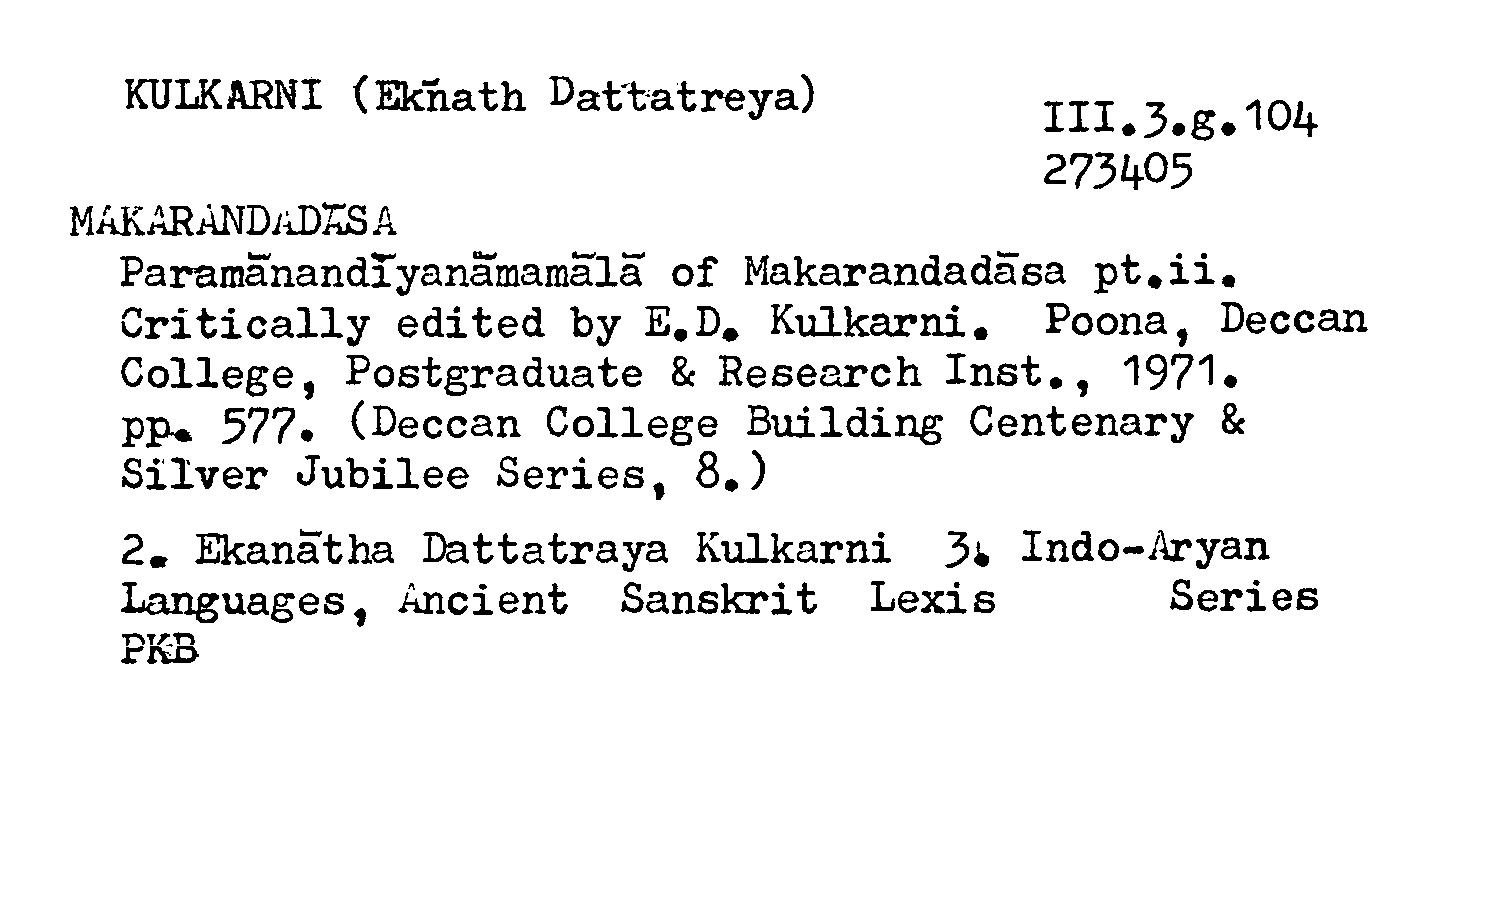 KULKARNI (Ekn̄ath Dattatreya)
III.3.g.104
273405
MAKARANDADĀSA
Paramānandīyanāmamālā of Makarandadāsa pt.ii.
Critically edited by E.D. Kulkarni. Poona, Deccan
College, Postgraduate & Research Inst., 1971.
pp. 577. (Deccan College Building Centenary &
Silver Jubilee Series, 8.)
2. Ekanātha Dattatraya Kulkarni 3. Indo-Aryan
Languages, Ancient Sanskrit Lexis Series
PKB